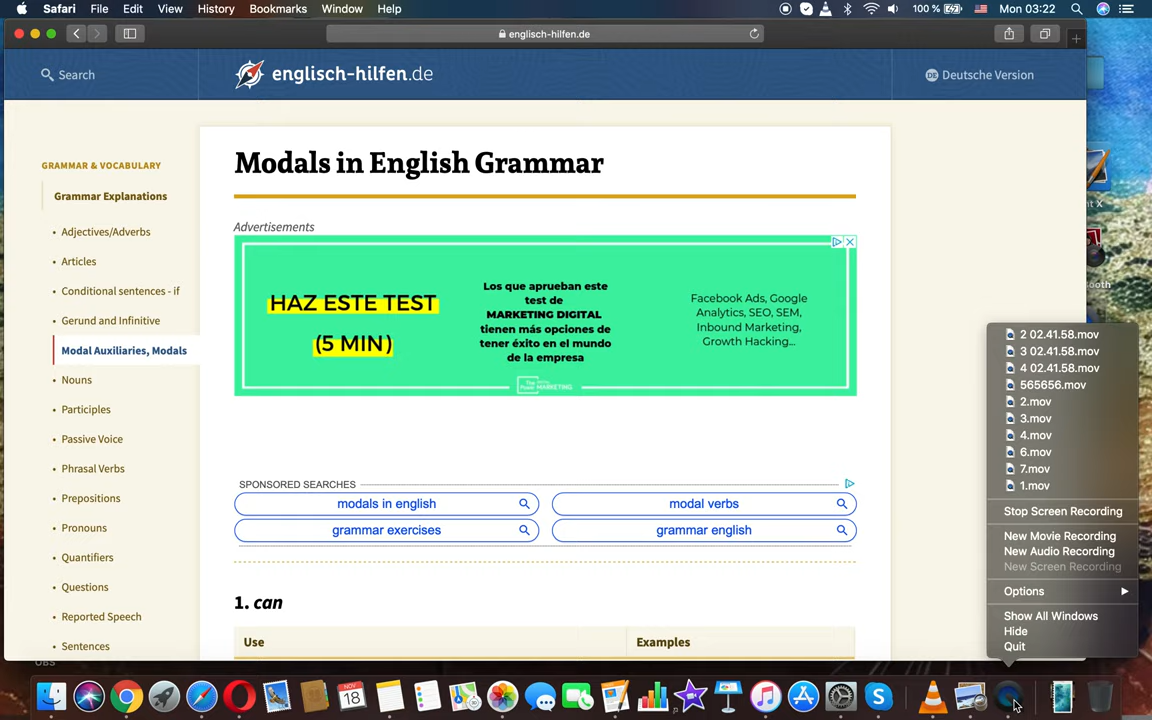 Safari File Edit View History Bookmarks Window Help 100 % Mon 03:22
englisch-hilfen.de
Search
englisch-hilfen.de
DE Deutsche Version
GRAMMAR & VOCABULARY
Grammar Explanations
• Adjectives/Adverbs
• Articles
• Conditional sentences - if
• Gerund and Infinitive
• Modal Auxiliaries, Modals
• Nouns
• Participles
• Passive Voice
• Phrasal Verbs
• Prepositions
• Pronouns
• Quantifiers
• Questions
• Reported Speech
• Sentences
Modals in English Grammar
Advertisements
HAZ ESTE TEST
(5 MIN)
Los que aprueban este
test de
MARKETING DIGITAL
tienen más opciones de
tener éxito en el mundo
de la empresa
Facebook Ads, Google
Analytics, SEO, SEM,
Inbound Marketing,
Growth Hacking...
SPONSORED SEARCHES
modals in english
modal verbs
grammar exercises
grammar english
1. can
Use
Examples
2 02.41.58.mov
3 02.41.58.mov
4 02.41.58.mov
565656.mov
2.mov
3.mov
4.mov
6.mov
7.mov
1.mov
Stop Screen Recording
New Movie Recording
New Audio Recording
New Screen Recording
Options
Show All Windows
Hide
Quit
OBS
NOV
18